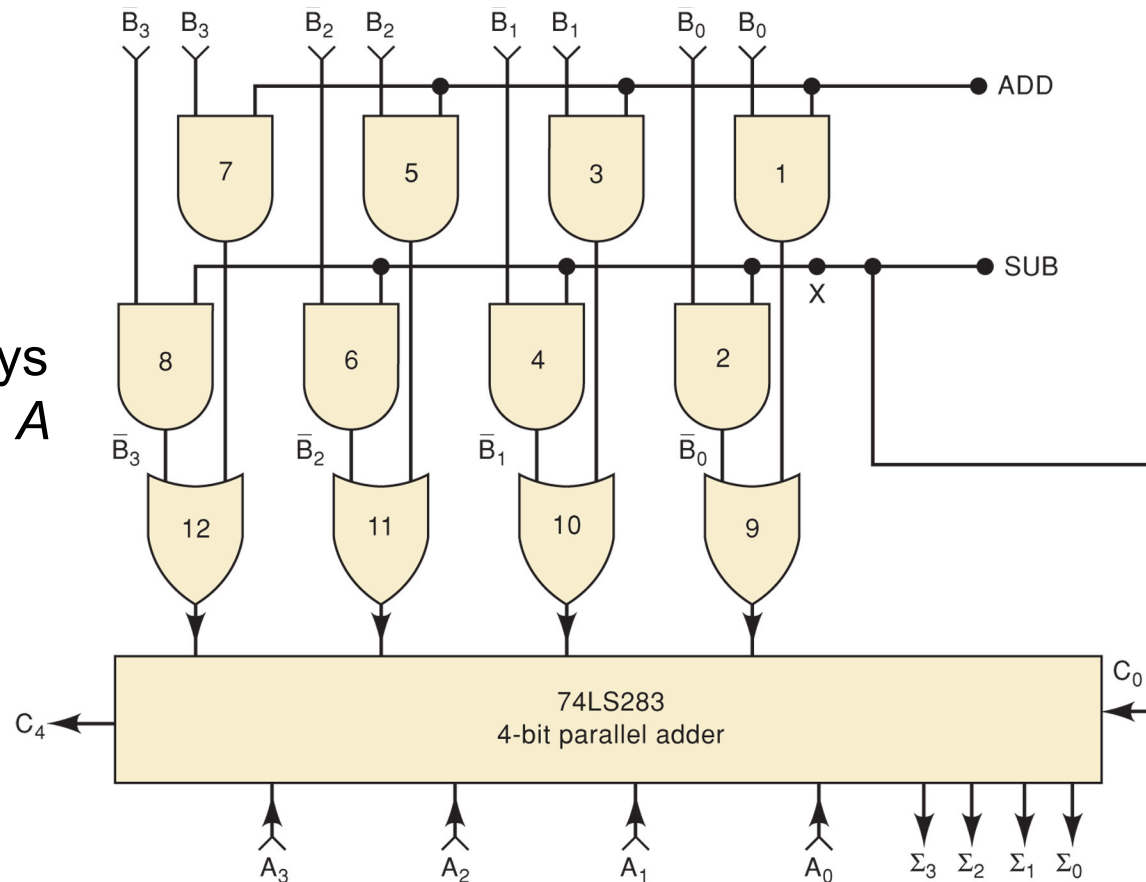 B̅₃ B₃ B̅₂ B₂ B̅₁ B₁ B̅₀ B₀
ADD
7 5 3 1
SUB
X
8 6 4 2
ys
A
B̅₃ B̅₂ B̅₁ B̅₀
12 11 10 9
C₀
74LS283
C₄
4-bit parallel adder
A₃ A₂ A₁ A₀ Σ₃ Σ₂ Σ₁ Σ₀